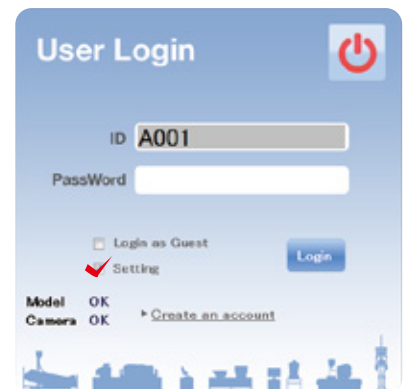 User Login
ID A001
PassWord
Login as Guest
Setting
Login
Model OK
Camera OK
Create an account